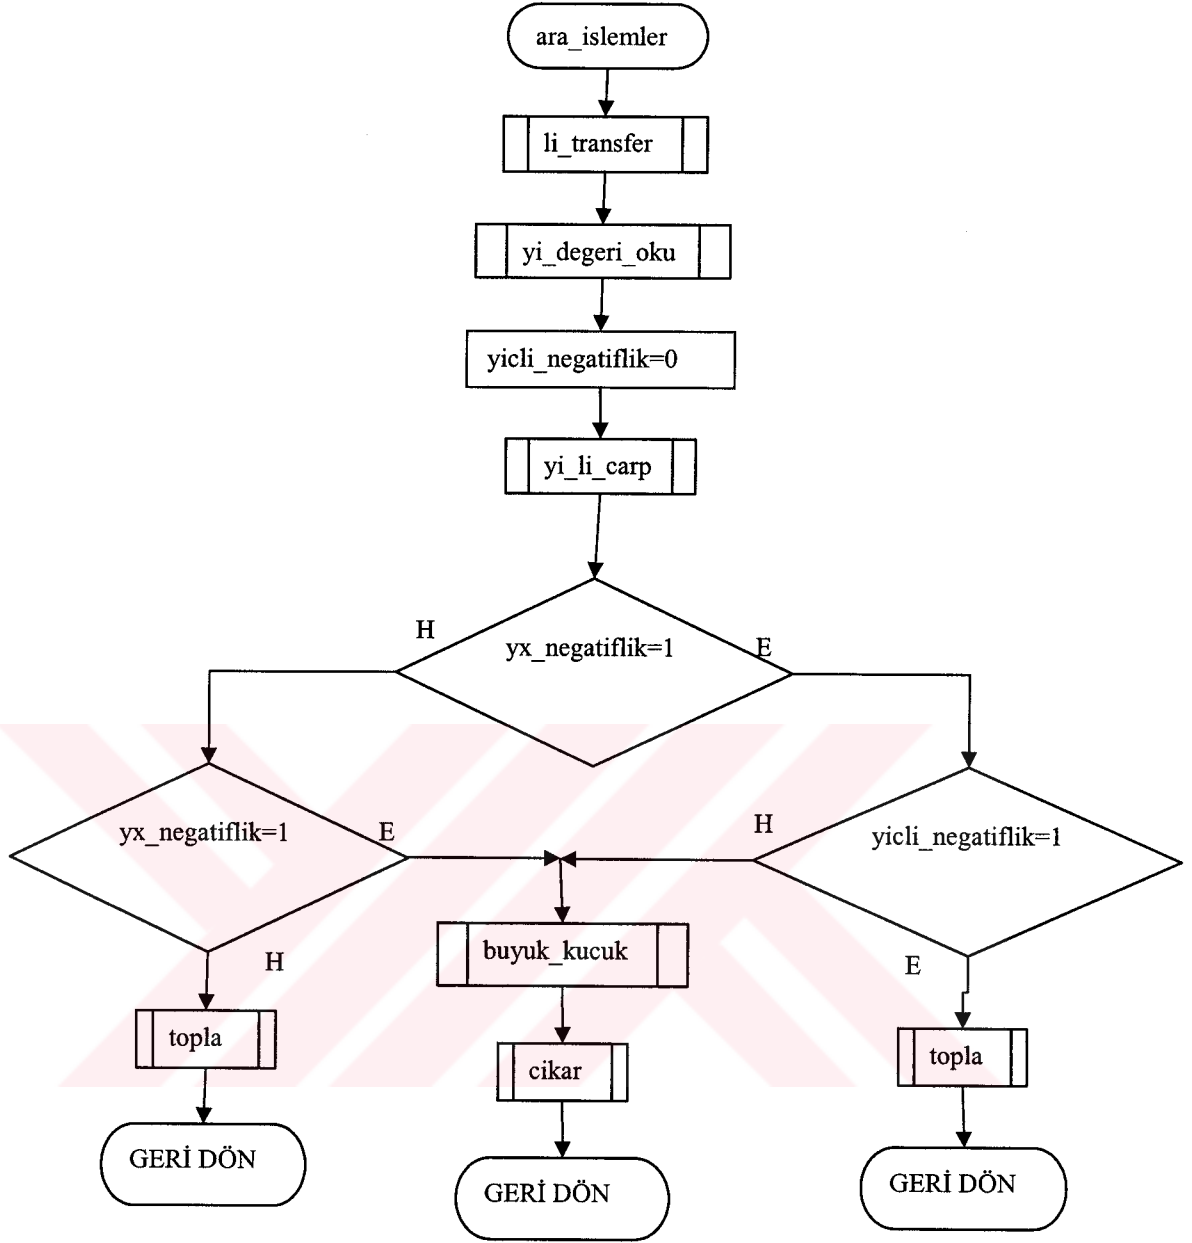 ara_islemler
li_transfer
yi_degeri_oku
yicli_negatiflik=0
yi_li_carp
H
yx_negatiflik=1
E
yx_negatiflik=1
E
H
yicli_negatiflik=1
H
buyuk_kucuk
E
topla
cikar
topla
GERİ DÖN
GERİ DÖN
GERİ DÖN